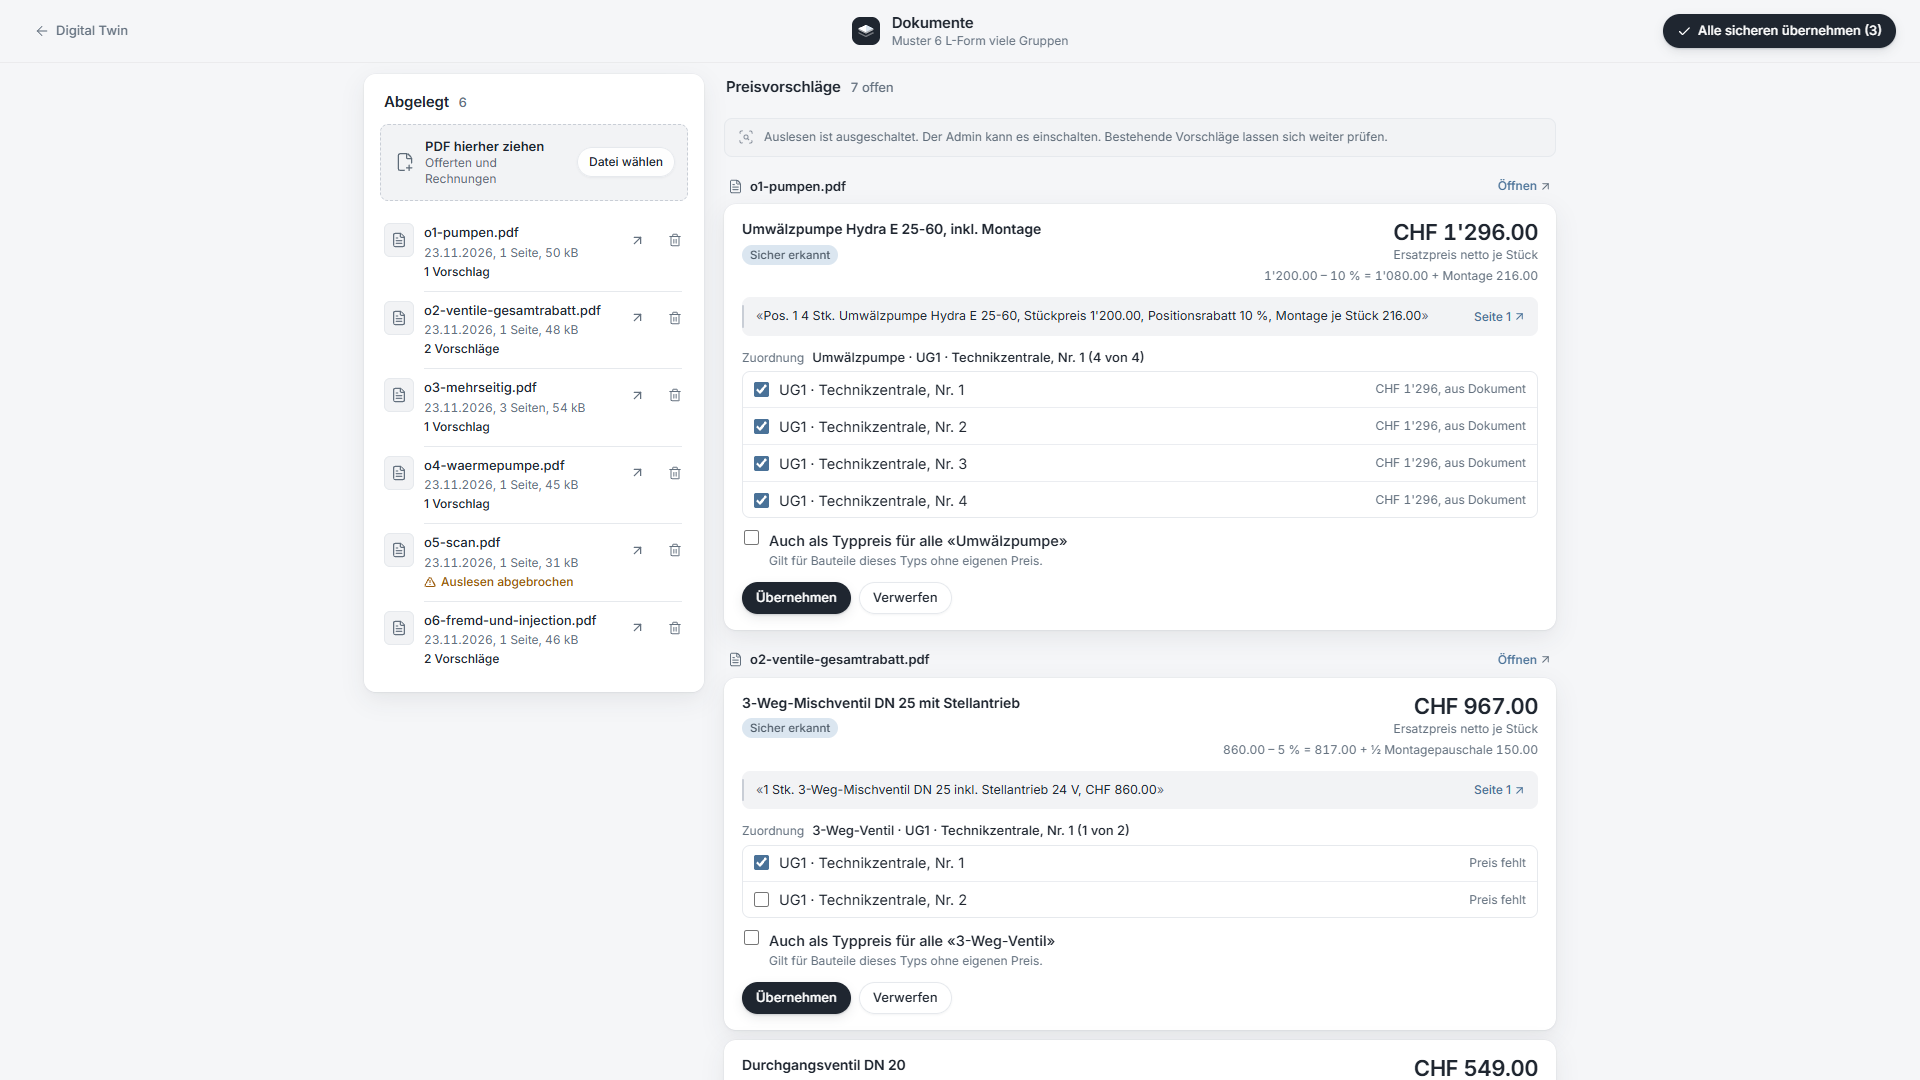 Digital Twin
Dokumente
Muster 6 L-Form viele Gruppen
Alle sicheren übernehmen (3)
Abgelegt 6
PDF hierher ziehen
Offerten und
Rechnungen
Datei wählen
o1-pumpen.pdf
23.11.2026, 1 Seite, 50 kB
1 Vorschlag
o2-ventile-gesamtrabatt.pdf
23.11.2026, 1 Seite, 48 kB
2 Vorschläge
o3-mehrseitig.pdf
23.11.2026, 3 Seiten, 54 kB
1 Vorschlag
o4-waermepumpe.pdf
23.11.2026, 1 Seite, 45 kB
1 Vorschlag
o5-scan.pdf
23.11.2026, 1 Seite, 31 kB
Auslesen abgebrochen
o6-fremd-und-injection.pdf
23.11.2026, 1 Seite, 46 kB
2 Vorschläge
Preisvorschläge 7 offen
Auslesen ist ausgeschaltet. Der Admin kann es einschalten. Bestehende Vorschläge lassen sich weiter prüfen.
o1-pumpen.pdf Öffnen
Umwälzpumpe Hydra E 25-60, inkl. Montage CHF 1'296.00
Sicher erkannt Ersatzpreis netto je Stück
1'200.00 – 10 % = 1'080.00 + Montage 216.00
«Pos. 1 4 Stk. Umwälzpumpe Hydra E 25-60, Stückpreis 1'200.00, Positionsrabatt 10 %, Montage je Stück 216.00» Seite 1
Zuordnung Umwälzpumpe · UG1 · Technikzentrale, Nr. 1 (4 von 4)
UG1 · Technikzentrale, Nr. 1 CHF 1'296, aus Dokument
UG1 · Technikzentrale, Nr. 2 CHF 1'296, aus Dokument
UG1 · Technikzentrale, Nr. 3 CHF 1'296, aus Dokument
UG1 · Technikzentrale, Nr. 4 CHF 1'296, aus Dokument
Auch als Typpreis für alle «Umwälzpumpe»
Gilt für Bauteile dieses Typs ohne eigenen Preis.
Übernehmen Verwerfen
o2-ventile-gesamtrabatt.pdf Öffnen
3-Weg-Mischventil DN 25 mit Stellantrieb CHF 967.00
Sicher erkannt Ersatzpreis netto je Stück
860.00 – 5 % = 817.00 + ½ Montagepauschale 150.00
«1 Stk. 3-Weg-Mischventil DN 25 inkl. Stellantrieb 24 V, CHF 860.00» Seite 1
Zuordnung 3-Weg-Ventil · UG1 · Technikzentrale, Nr. 1 (1 von 2)
UG1 · Technikzentrale, Nr. 1 Preis fehlt
UG1 · Technikzentrale, Nr. 2 Preis fehlt
Auch als Typpreis für alle «3-Weg-Ventil»
Gilt für Bauteile dieses Typs ohne eigenen Preis.
Übernehmen Verwerfen
Durchgangsventil DN 20 CHF 549.00